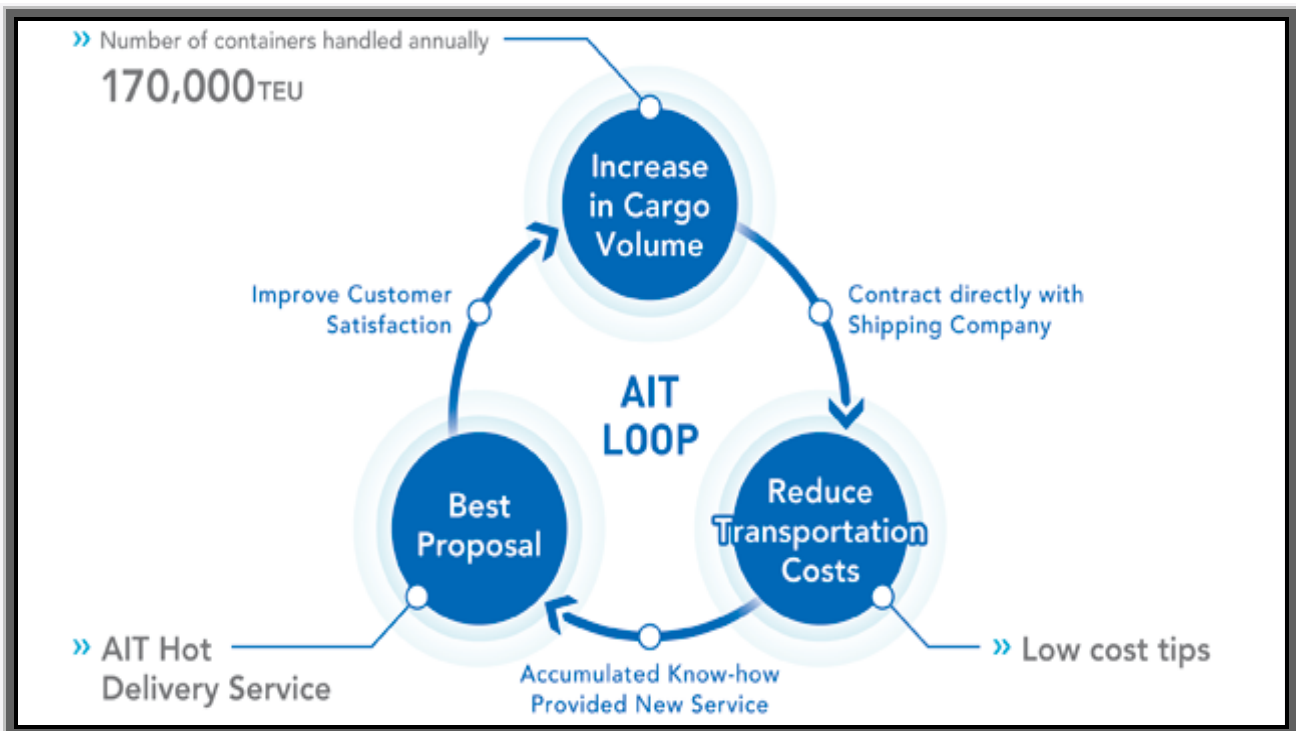 » Number of containers handled annually
170,000 TEU
Increase
in Cargo
Volume
Improve Customer
Satisfaction
Contract directly with
Shipping Company
AIT
LOOP
Best
Proposal
Reduce
Transportation
Costs
» AIT Hot
Delivery Service
Accumulated Know-how
Provided New Service
» Low cost tips